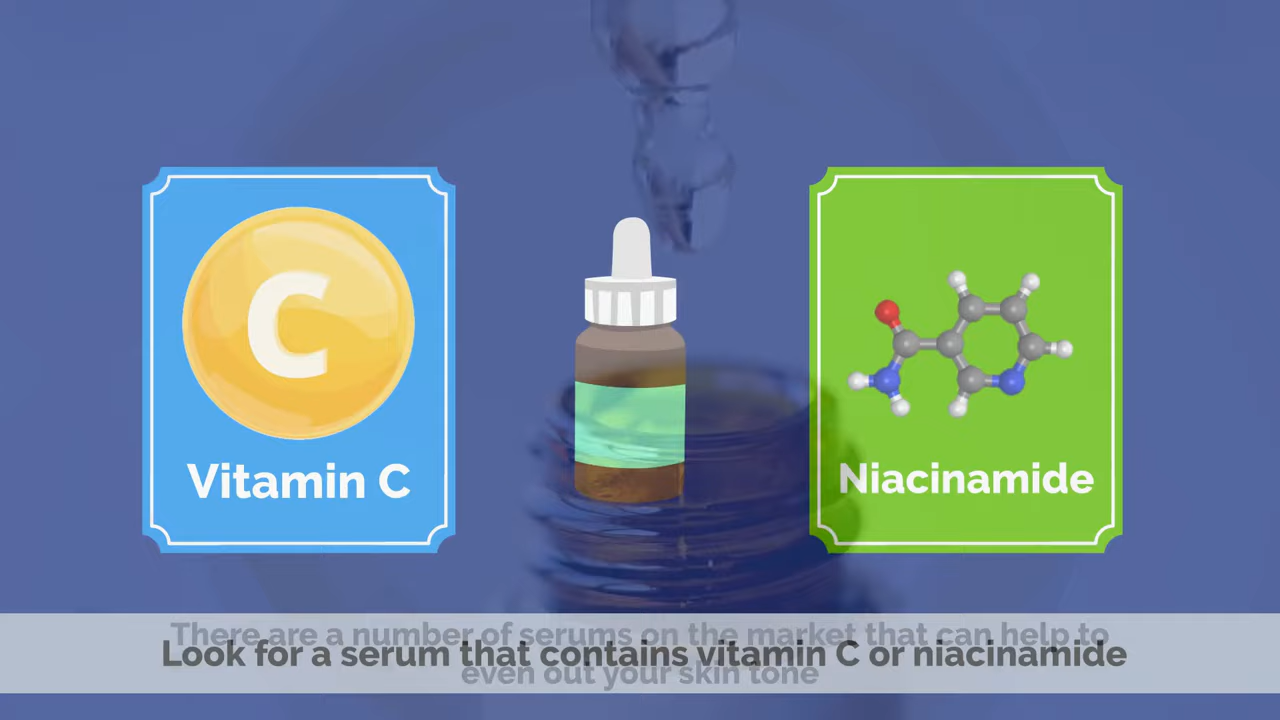 C
Vitamin C
Niacinamide
There are a number of serums on the market that can help to
Look for a serum that contains vitamin C or niacinamide
even out your skin tone